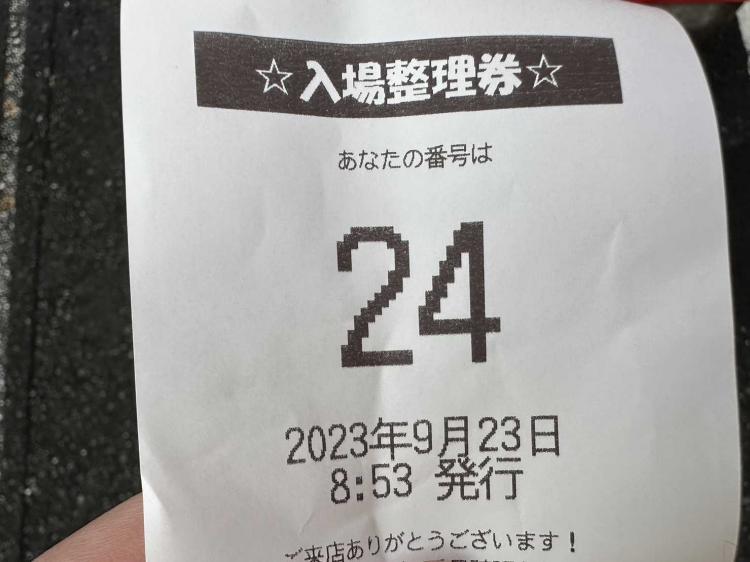 ☆入場整理券☆
あなたの番号は
24
2023年9月23日
8:53 発行
ご来店ありがとうございます!